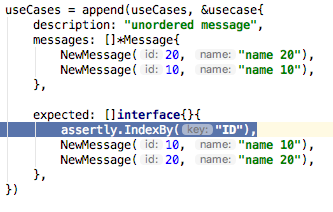 useCases = append(useCases, &usecase{
description: "unordered message",
messages: []*Message{
NewMessage( id: 20, name: "name 20"),
NewMessage( id: 10, name: "name 10"),
},
expected: []interface{}{
assertly.IndexBy( key: "ID"),
NewMessage( id: 10, name: "name 10"),
NewMessage( id: 20, name: "name 20"),
},
})